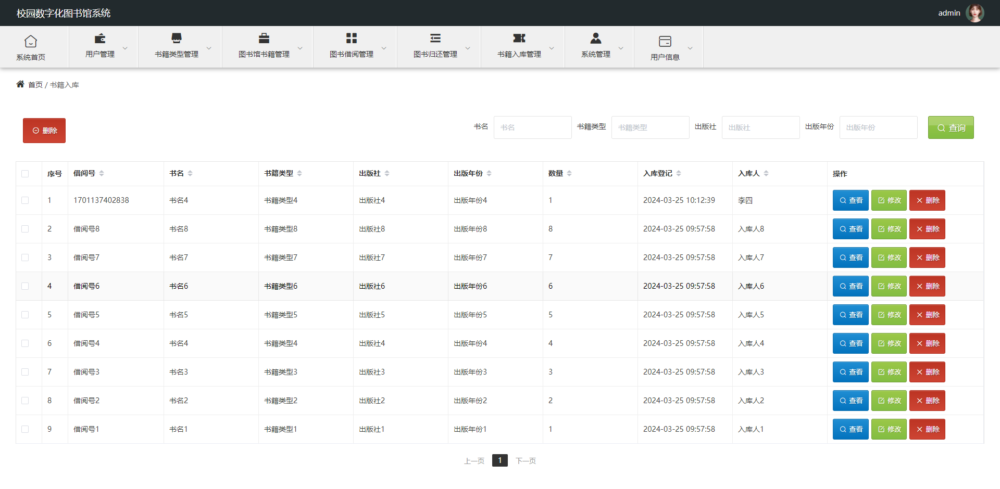 校园数字化图书馆系统
admin
系统首页 用户管理 书籍类型管理 图书馆书籍管理 图书借阅管理 图书归还管理 书籍入库管理 系统管理 用户信息
首页 / 书籍入库
删除 书名 书名 书籍类型 书籍类型 出版社 出版社 出版年份 出版年份 查询
序号 借阅号 书名 书籍类型 出版社 出版年份 数量 入库登记 入库人 操作
1 1701137402838 书名4 书籍类型4 出版社4 出版年份4 1 2024-03-25 10:12:39 李四 查看 修改 删除
2 借阅号8 书名8 书籍类型8 出版社8 出版年份8 8 2024-03-25 09:57:58 入库人8 查看 修改 删除
3 借阅号7 书名7 书籍类型7 出版社7 出版年份7 7 2024-03-25 09:57:58 入库人7 查看 修改 删除
4 借阅号6 书名6 书籍类型6 出版社6 出版年份6 6 2024-03-25 09:57:58 入库人6 查看 修改 删除
5 借阅号5 书名5 书籍类型5 出版社5 出版年份5 5 2024-03-25 09:57:58 入库人5 查看 修改 删除
6 借阅号4 书名4 书籍类型4 出版社4 出版年份4 4 2024-03-25 09:57:58 入库人4 查看 修改 删除
7 借阅号3 书名3 书籍类型3 出版社3 出版年份3 3 2024-03-25 09:57:58 入库人3 查看 修改 删除
8 借阅号2 书名2 书籍类型2 出版社2 出版年份2 2 2024-03-25 09:57:58 入库人2 查看 修改 删除
9 借阅号1 书名1 书籍类型1 出版社1 出版年份1 1 2024-03-25 09:57:58 入库人1 查看 修改 删除
上一页 1 下一页